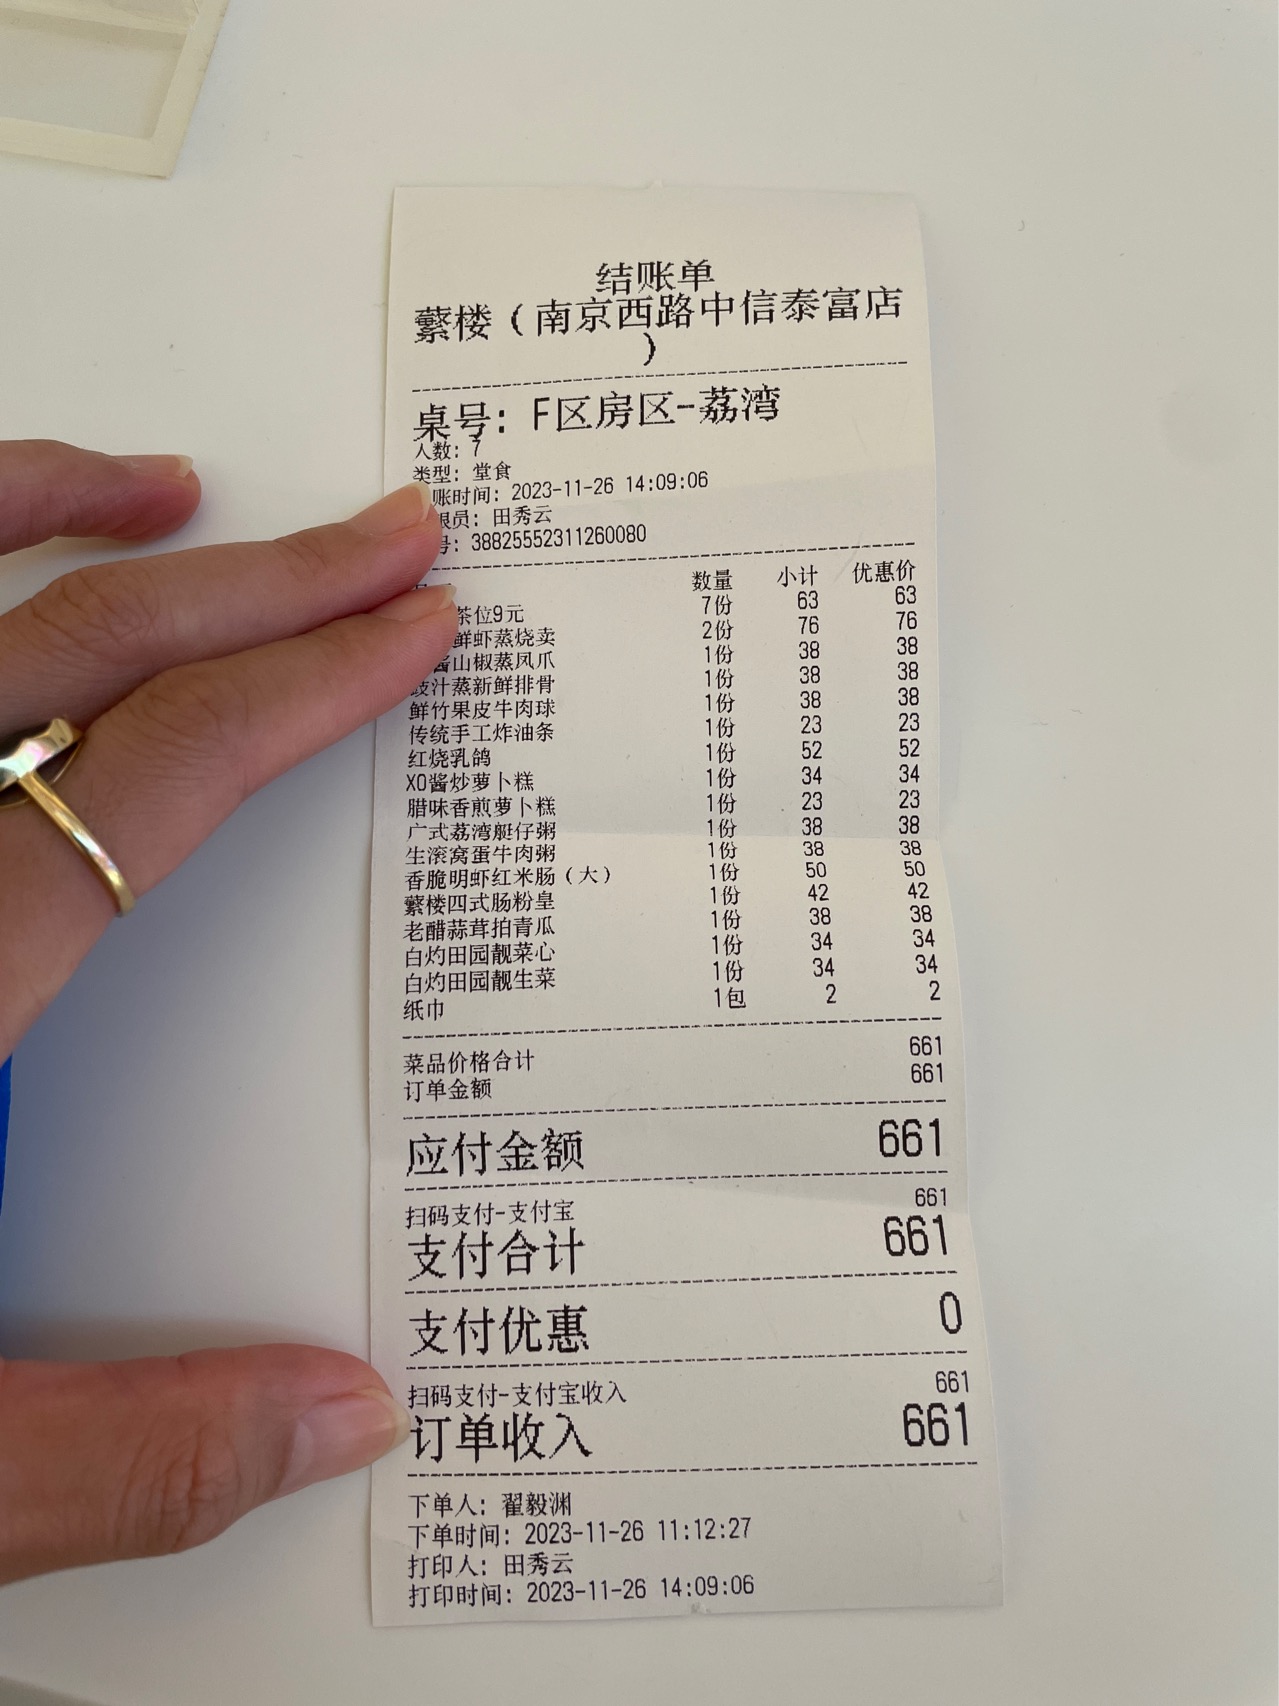 结账单
蘩楼（南京西路中信泰富店
）
桌号：F区房区-荔湾
人数：7
类型：堂食
账时间：2023-11-26 14:09:06
银员：田秀云
号：38825552311260080
数量 小计 优惠价
茶位9元 7份 63 63
鲜虾蒸烧卖 2份 76 76
酱山椒蒸凤爪 1份 38 38
豉汁蒸新鲜排骨 1份 38 38
鲜竹果皮牛肉球 1份 38 38
传统手工炸油条 1份 23 23
红烧乳鸽 1份 52 52
XO酱炒萝卜糕 1份 34 34
腊味香煎萝卜糕 1份 23 23
广式荔湾艇仔粥 1份 38 38
生滚窝蛋牛肉粥 1份 38 38
香脆明虾红米肠（大） 1份 50 50
蘩楼四式肠粉皇 1份 42 42
老醋蒜茸拍青瓜 1份 38 38
白灼田园靓菜心 1份 34 34
白灼田园靓生菜 1份 34 34
纸巾 1包 2 2
菜品价格合计 661
订单金额 661
应付金额 661
扫码支付-支付宝 661
支付合计 661
支付优惠 0
扫码支付-支付宝收入 661
订单收入 661
下单人：翟毅渊
下单时间：2023-11-26 11:12:27
打印人：田秀云
打印时间：2023-11-26 14:09:06